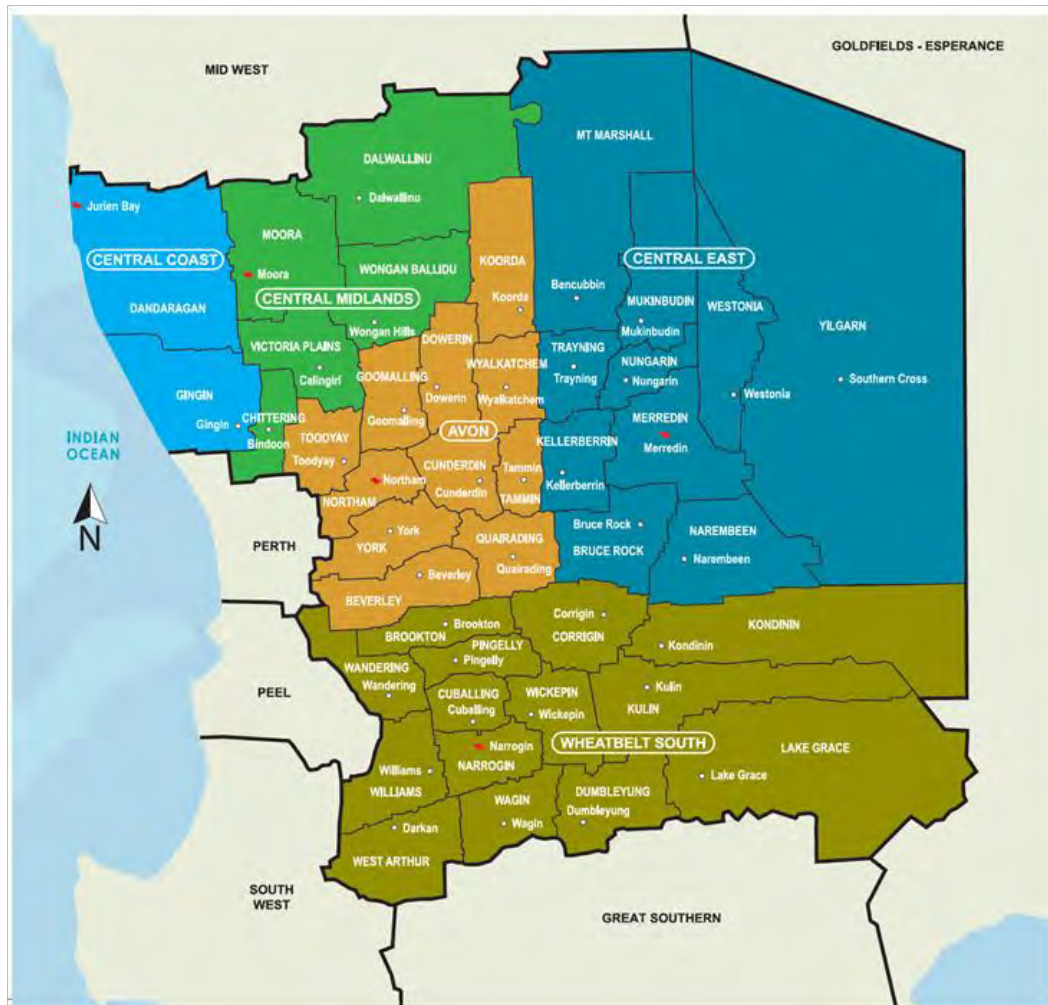 GOLDFIELDS - ESPERANCE
MID WEST
MT MARSHALL
DALWALLINU
Dalwallinu
Jurien Bay
MOORA
CENTRAL COAST
KOORDA
CENTRAL EAST
WONGAN BALLIDU
Moora
Bencubbin
CENTRAL MIDLANDS
MUKINBUDIN
WESTONIA
DANDARAGAN
Koorda
YILGARN
Wongan Hills
Mukinbudin
DOWERIN
VICTORIA PLAINS
TRAYNING
NUNGARIN
WYALKATCHEM
Calingiri
GOOMALLING
Trayning
Nungarin
Southern Cross
GINGIN
Dowerin
Wyalkatchem
Westonia
MERREDIN
Goomalling
CHITTERING
Gingin
AVON
INDIAN
OCEAN
Bindoon
TOODYAY
KELLERBERRIN
Merredin
Toodyay
CUNDERDIN
Tammin
Northam
Kellerberrin
Cunderdin
NORTHAM
TAMMIN
Bruce Rock
York
NAREMBEEN
N
PERTH
YORK
QUAIRADING
BRUCE ROCK
Narembeen
Quairading
Beverley
BEVERLEY
Corrigin
Brookton
KONDININ
BROOKTON
CORRIGIN
PINGELLY
Kondinin
Pingelly
WANDERING
Wandering
PEEL
CUBALLING
WICKEPIN
Kulin
Cuballing
Wickepin
KULIN
Narrogin
WHEATBELT SOUTH
LAKE GRACE
NARROGIN
Williams
Lake Grace
WILLIAMS
DUMBLEYUNG
WAGIN
Dumbleyung
Darkan
Wagin
WEST ARTHUR
SOUTH
WEST
GREAT SOUTHERN